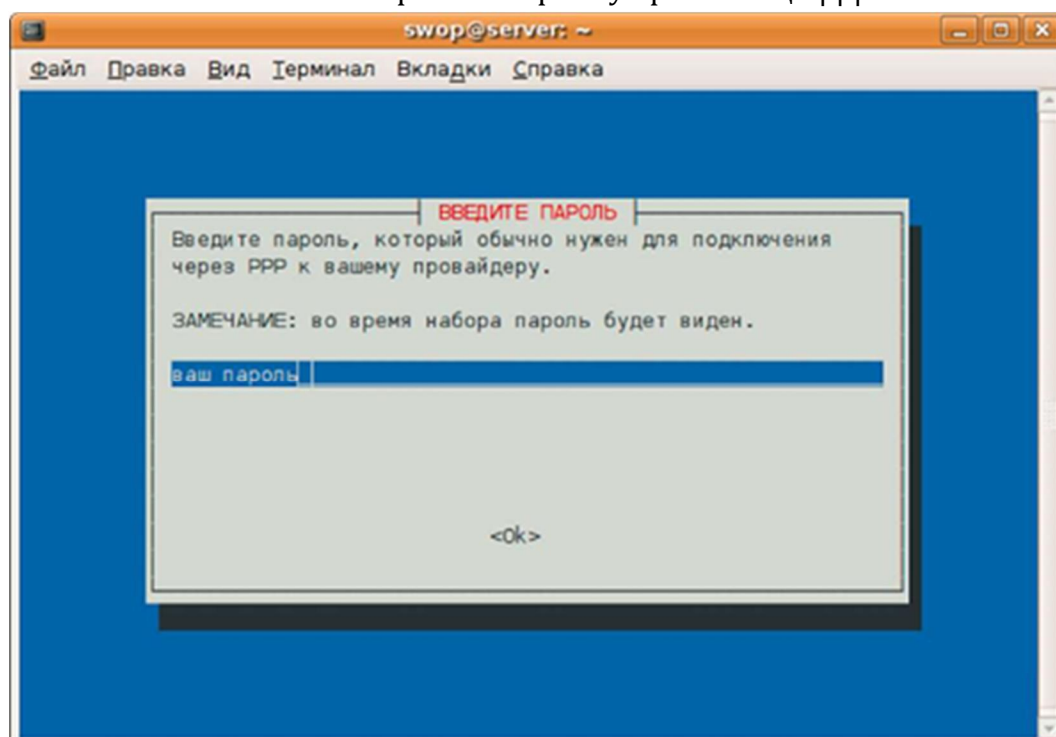 swop@server: ~
Файл Правка Вид Терминал Вкладки Справка
ВВЕДИТЕ ПАРОЛЬ
Введите пароль, который обычно нужен для подключения
через PPP к вашему провайдеру.
ЗАМЕЧАНИЕ: во время набора пароль будет виден.
ваш пароль
<Ok>